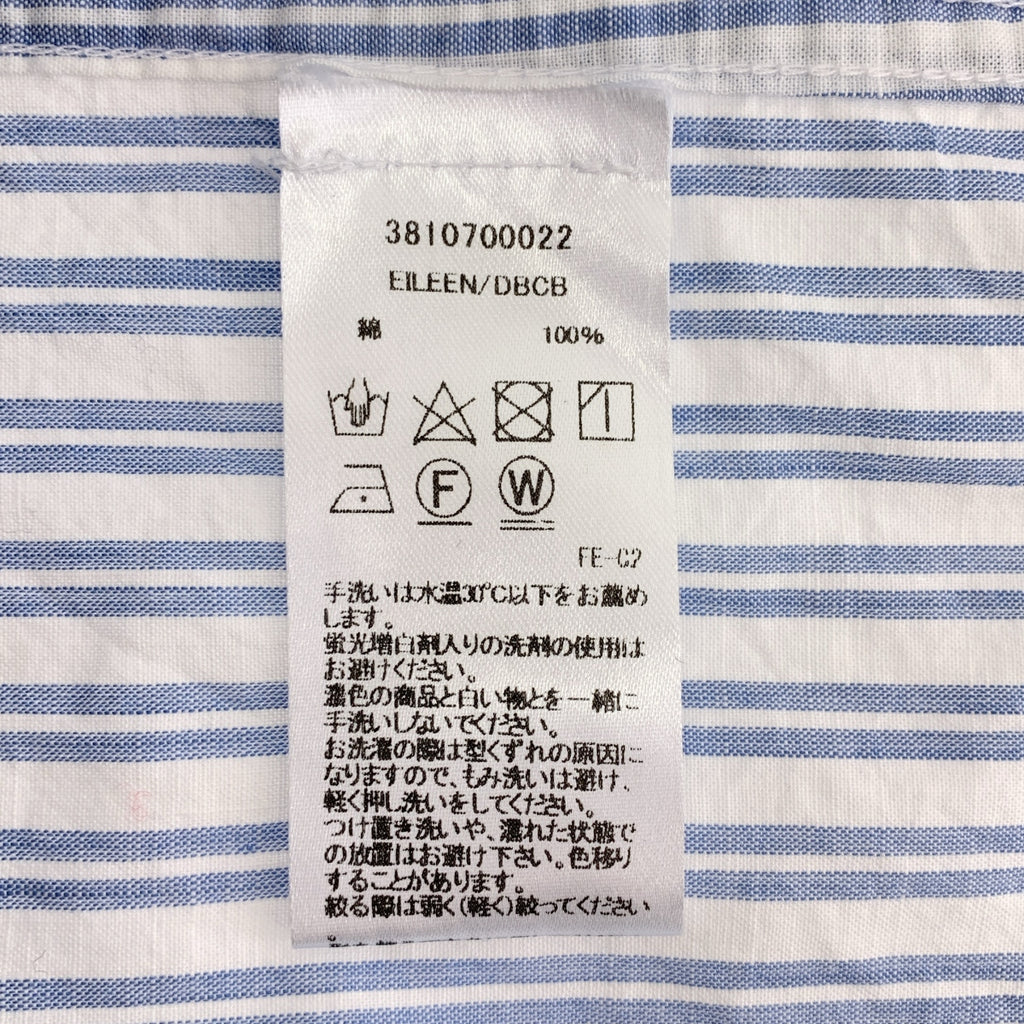 3810700022
EILEEN/DBCB
綿 100%
F W
FE-C2
手洗いは水温30℃以下をお薦め
します。
蛍光増白剤入りの洗剤の使用は
お避けください。
濃色の商品と白い物とを一緒に
手洗いしないでください。
お洗濯の際は型くずれの原因に
なりますので、もみ洗いは避け、
軽く押し洗いをしてください。
つけ置き洗いや、濡れた状態で
の放置はお避け下さい。色移り
することがあります。
絞る際は弱く(軽く)絞ってください
。